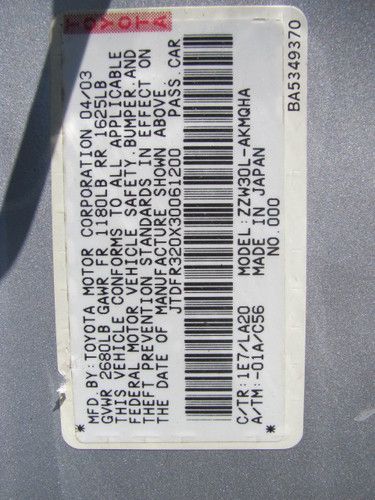 TOYOTA
MFD. BY: TOYOTA MOTOR CORPORATION 04/03
GVWR 2680LB GAWR FR 1180LB RR 1625LB
THIS VEHICLE CONFORMS TO ALL APPLICABLE
FEDERAL MOTOR VEHICLE SAFETY, BUMPER, AND
THEFT PREVENTION STANDARDS IN EFFECT ON
THE DATE OF MANUFACTURE SHOWN ABOVE.
JTDFR320X30061200 PASS. CAR
* *
C/TR: 1E7/LA20 MODEL: ZZW30L-AKMQHA
A/TM: -01A/C56 MADE IN JAPAN
NO. 000
BA5349370